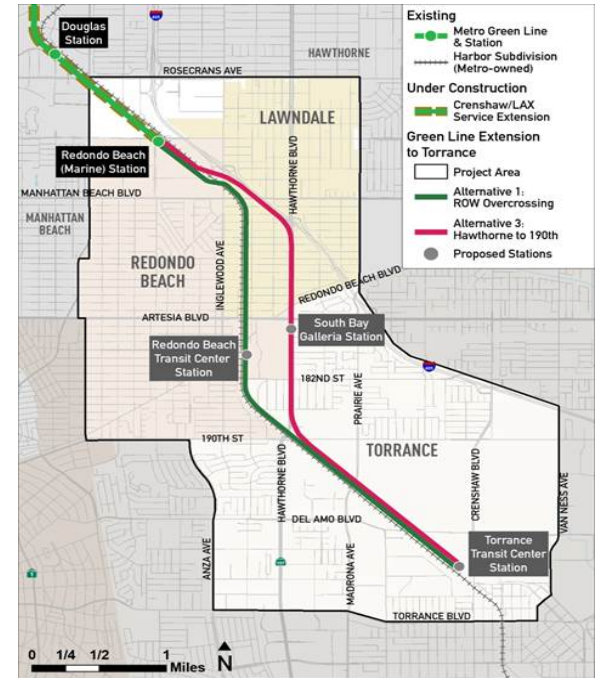 Douglas
Station
HAWTHORNE
ROSECRANS AVE
LAWNDALE
HAWTHORNE BLVD
Redondo Beach
(Marine) Station
MANHATTAN BEACH BLVD
MANHATTAN
BEACH
REDONDO
BEACH
INGLEWOOD AVE
REDONDO BEACH BLVD
ARTESIA BLVD
South Bay
Galleria Station
Redondo Beach
Transit Center
Station
182ND ST
PRAIRIE AVE
190TH ST
TORRANCE
HAWTHORNE BLVD
CRENSHAW BLVD
VAN NESS AVE
DEL AMO BLVD
ANZA AVE
MADRONA AVE
Torrance
Transit Center
Station
TORRANCE BLVD
0 1/4 1/2 1
Miles
N
Existing
Metro Green Line
& Station
Harbor Subdivision
(Metro-owned)
Under Construction
Crenshaw/LAX
Service Extension
Green Line Extension
to Torrance
Project Area
Alternative 1:
ROW Overcrossing
Alternative 3:
Hawthorne to 190th
Proposed Stations